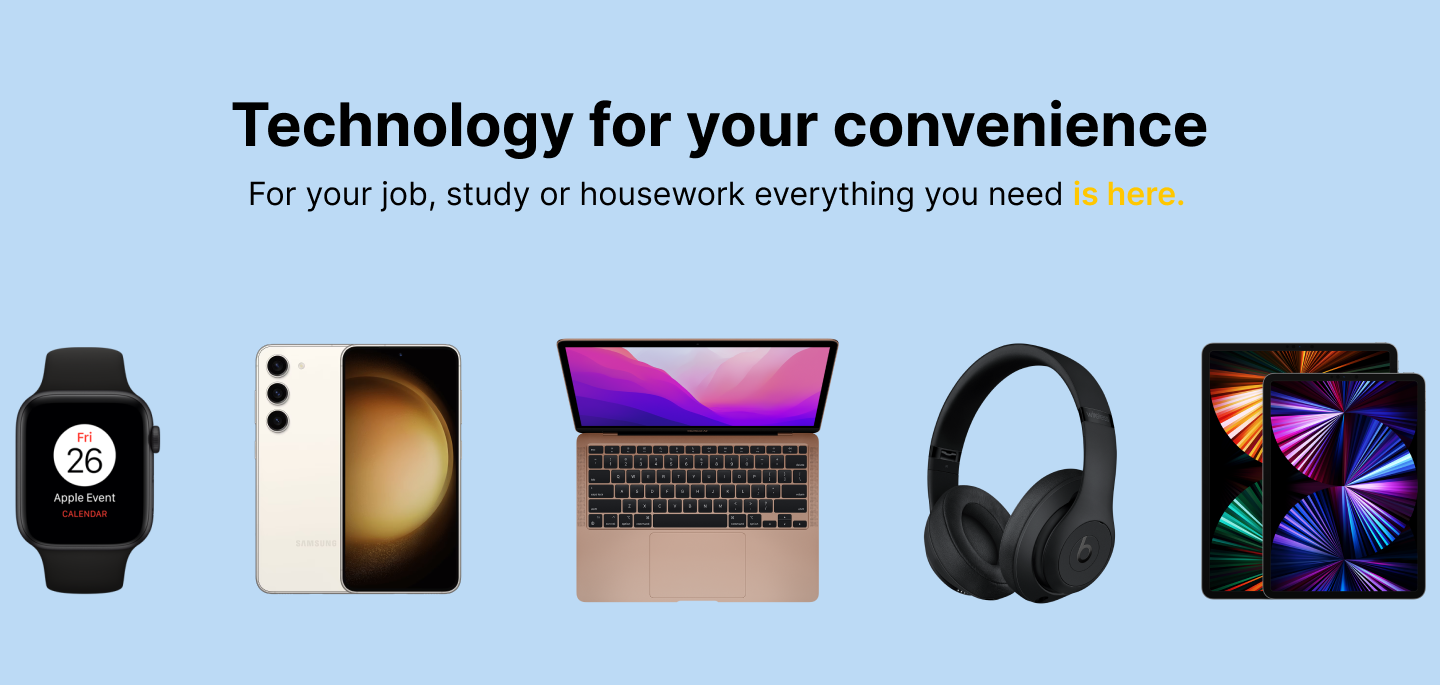 Technology for your convenience
For your job, study or housework everything you need is here.
Fri
26
Apple Event
CALENDAR
SAMSUNG